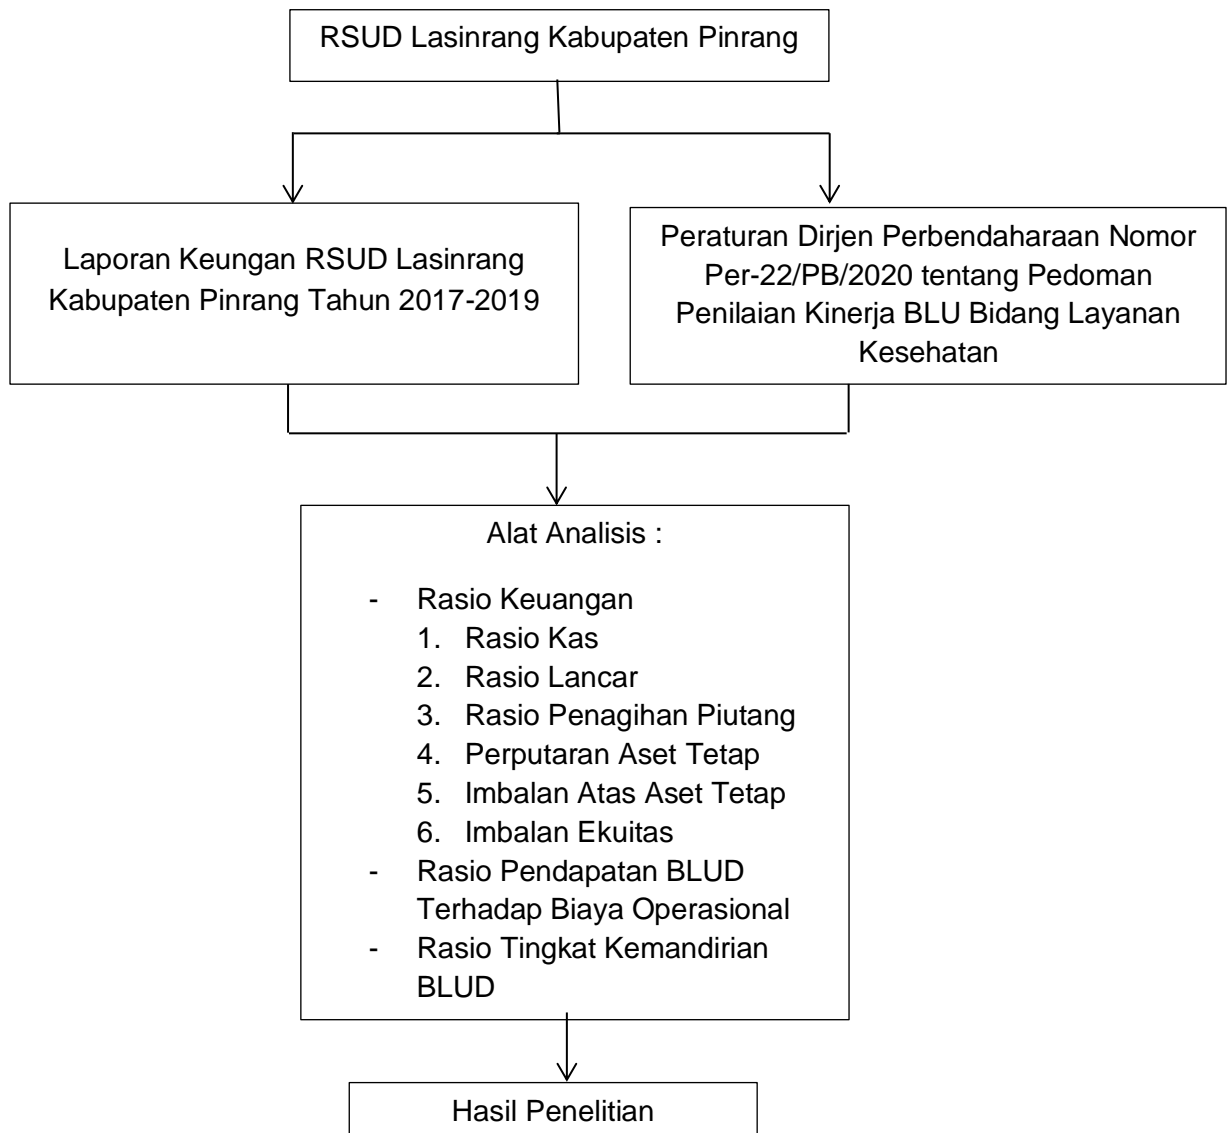 RSUD Lasinrang Kabupaten Pinrang
Laporan Keungan RSUD Lasinrang
Kabupaten Pinrang Tahun 2017-2019
Peraturan Dirjen Perbendaharaan Nomor
Per-22/PB/2020 tentang Pedoman
Penilaian Kinerja BLU Bidang Layanan
Kesehatan
Alat Analisis :
- Rasio Keuangan
1. Rasio Kas
2. Rasio Lancar
3. Rasio Penagihan Piutang
4. Perputaran Aset Tetap
5. Imbalan Atas Aset Tetap
6. Imbalan Ekuitas
- Rasio Pendapatan BLUD
Terhadap Biaya Operasional
- Rasio Tingkat Kemandirian
BLUD
Hasil Penelitian